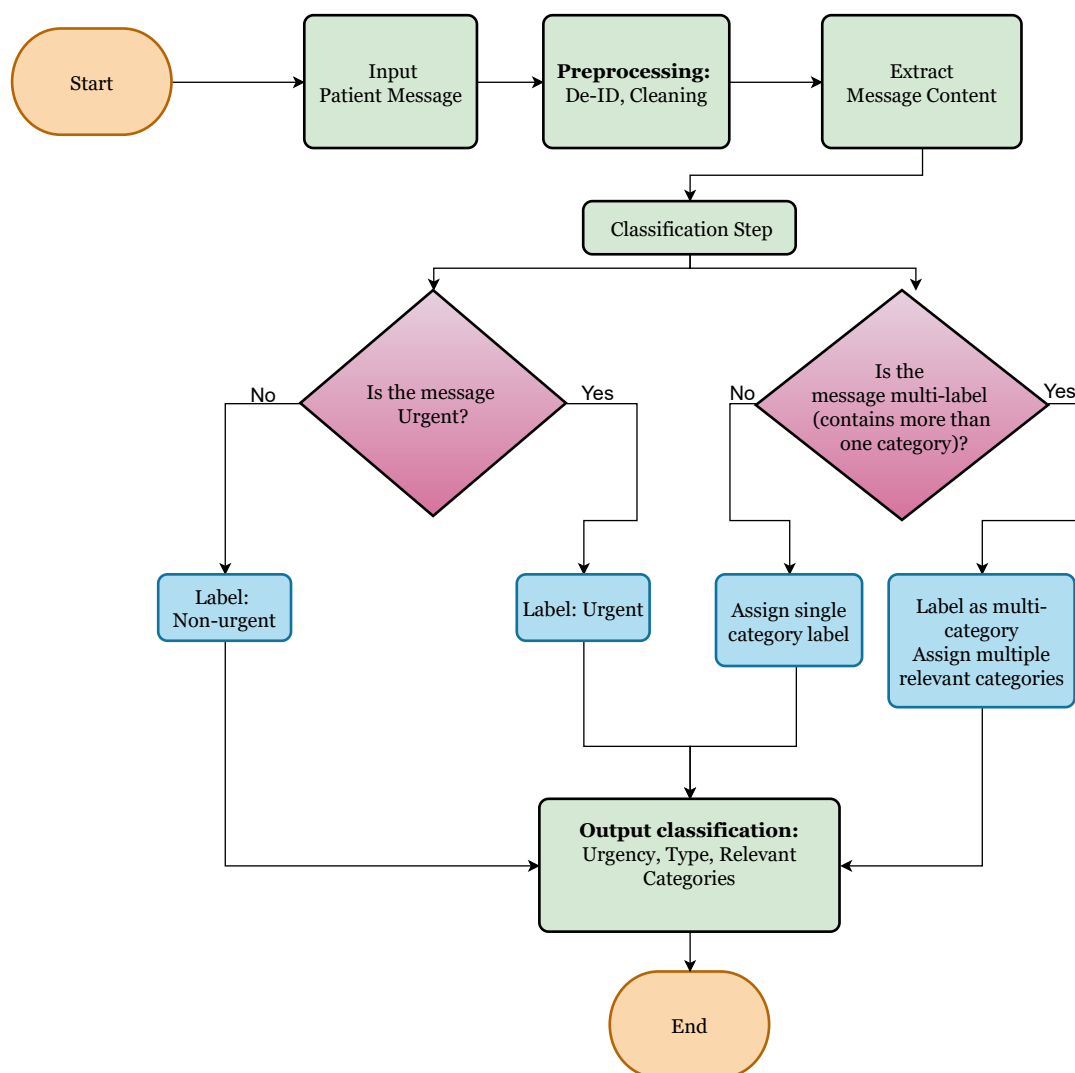 Start
Input
Patient Message
Preprocessing:
De-ID, Cleaning
Extract
Message Content
Classification Step
Is the message
Urgent?
No
Yes
Is the
message multi-label
(contains more than
one category)?
No
Yes
Label:
Non-urgent
Label: Urgent
Assign single
category label
Label as multi-
category
Assign multiple
relevant categories
Output classification:
Urgency, Type, Relevant
Categories
End